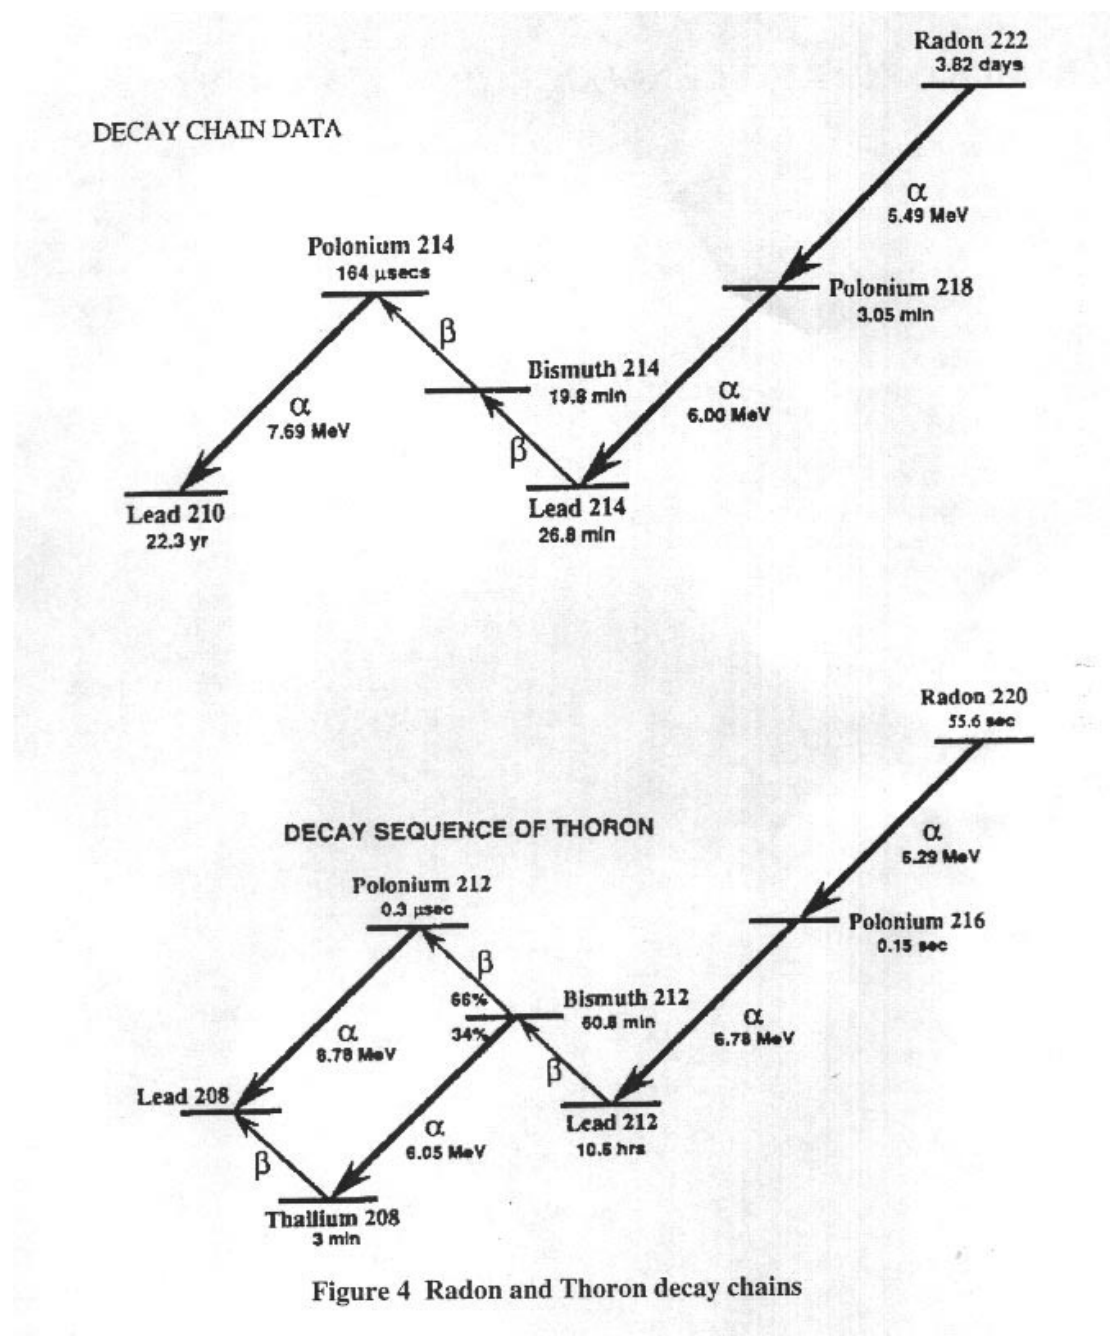 Radon 222
3.82 days
DECAY CHAIN DATA
α
5.49 MeV
Polonium 214
164 μsecs
Polonium 218
3.05 min
β
Bismuth 214
19.8 min
α
7.69 MeV
α
6.00 MeV
β
Lead 210
22.3 yr
Lead 214
26.8 min
Radon 220
55.6 sec
DECAY SEQUENCE OF THORON
α
6.29 MeV
Polonium 212
0.3 μsec
Polonium 216
0.15 sec
β
66%
Bismuth 212
60.8 min
34%
α
8.78 MeV
α
6.78 MeV
β
Lead 208
Lead 212
10.6 hrs
α
6.05 MeV
β
Thallium 208
3 min
Figure 4 Radon and Thoron decay chains